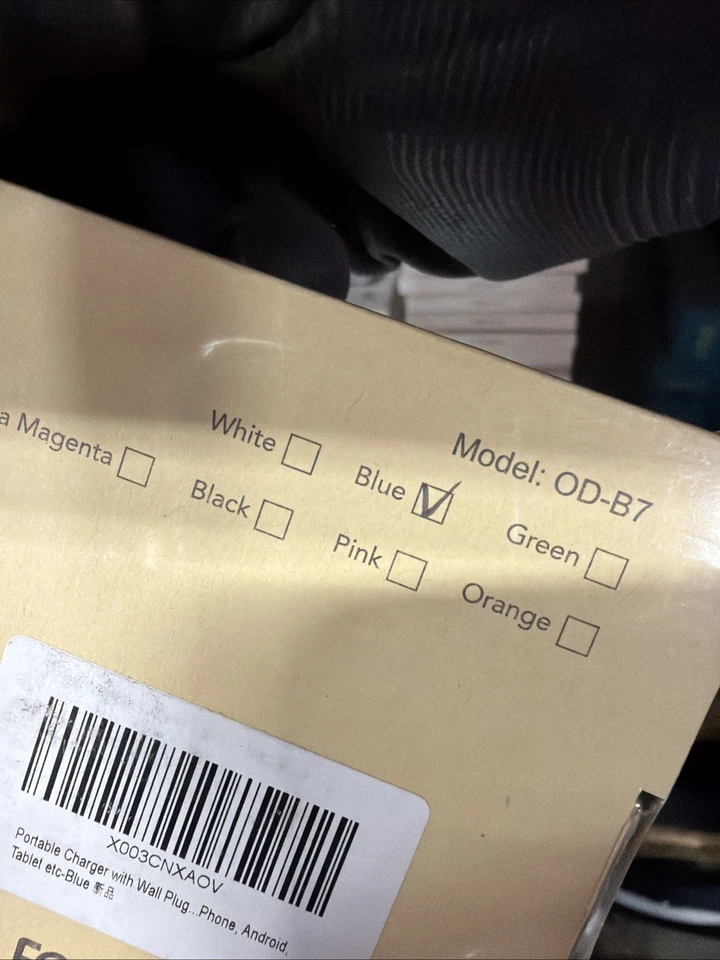 Model: OD-B7
a Magenta White Blue Green
Black Pink Orange
X003CNXAOV
Portable Charger with Wall Plug...Phone, Android,
Tablet etc-Blue 新品